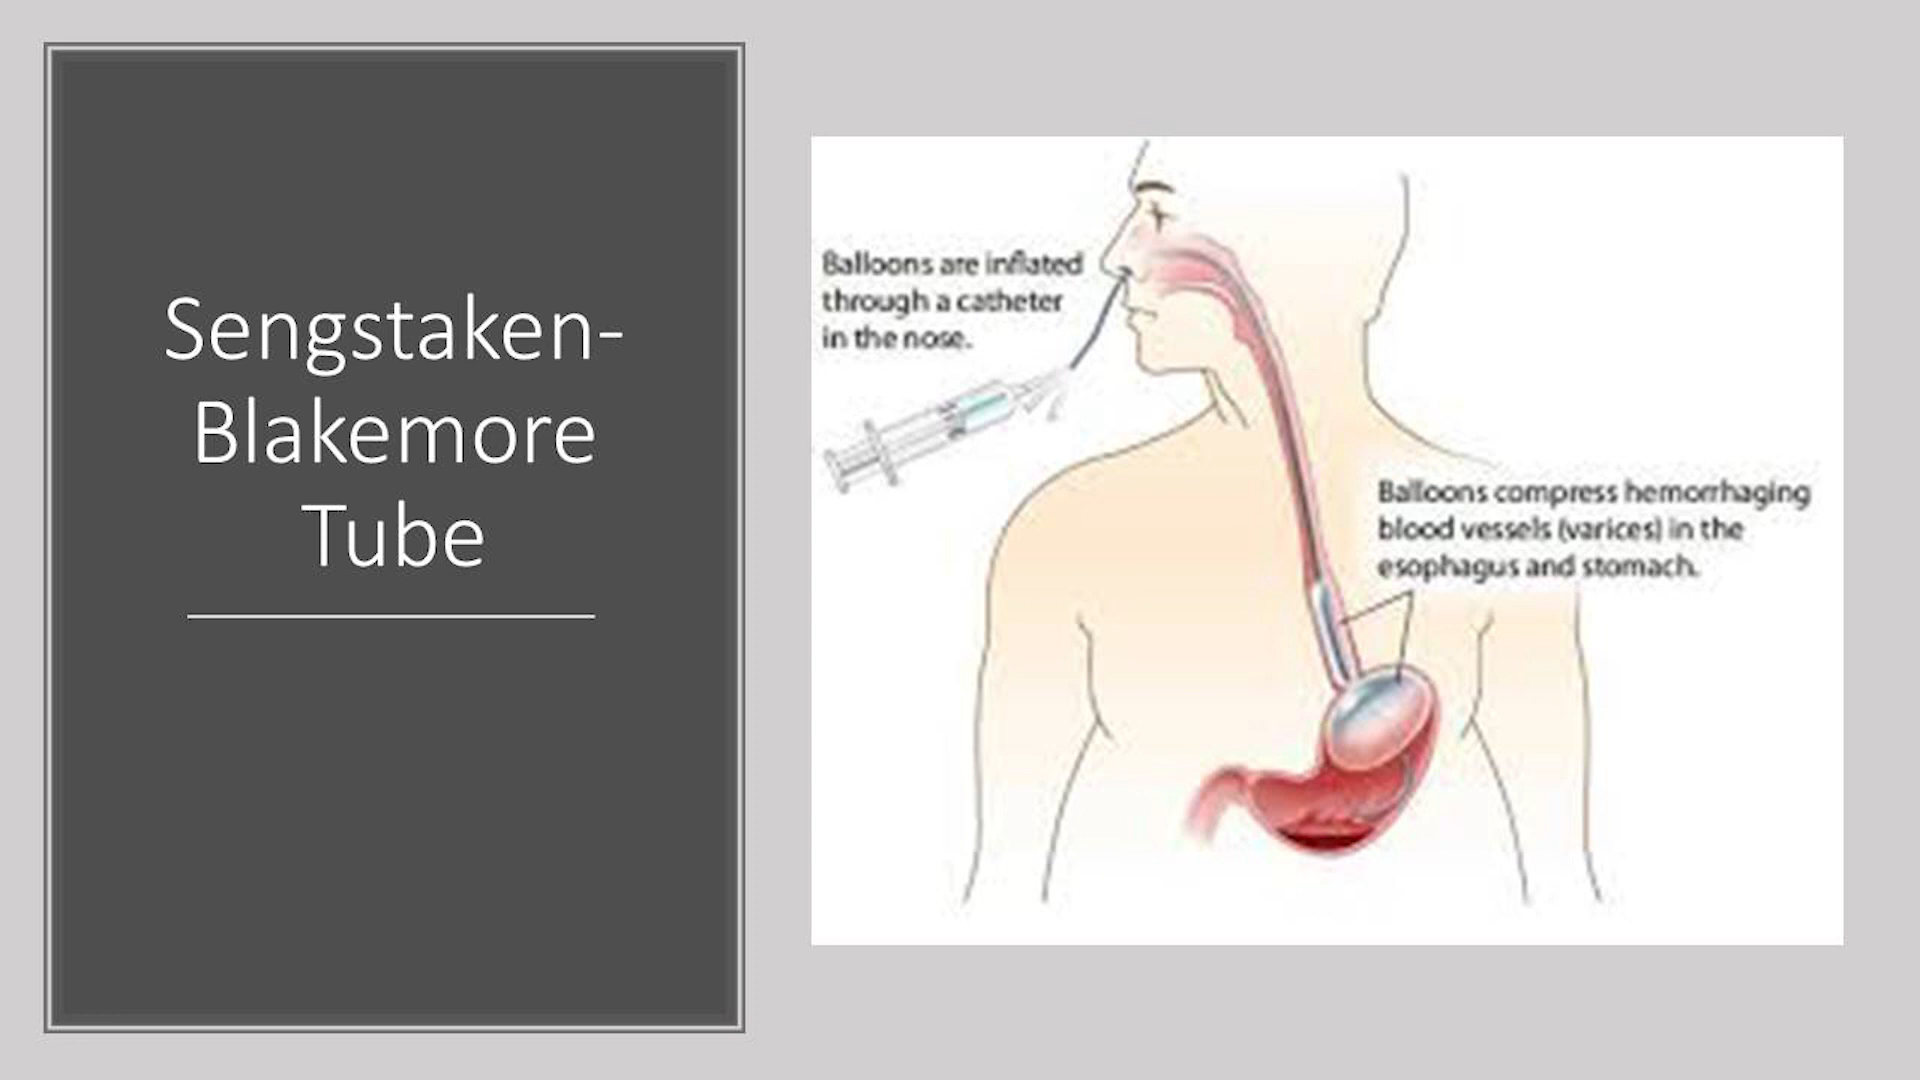 Sengstaken-
Blakemore
Tube
Balloons are inflated
through a catheter
in the nose.
Balloons compress hemorrhaging
blood vessels (varices) in the
esophagus and stomach.